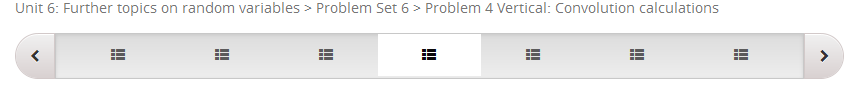 Unit 6: Further topics on random variables > Problem Set 6 > Problem 4 Vertical: Convolution calculations